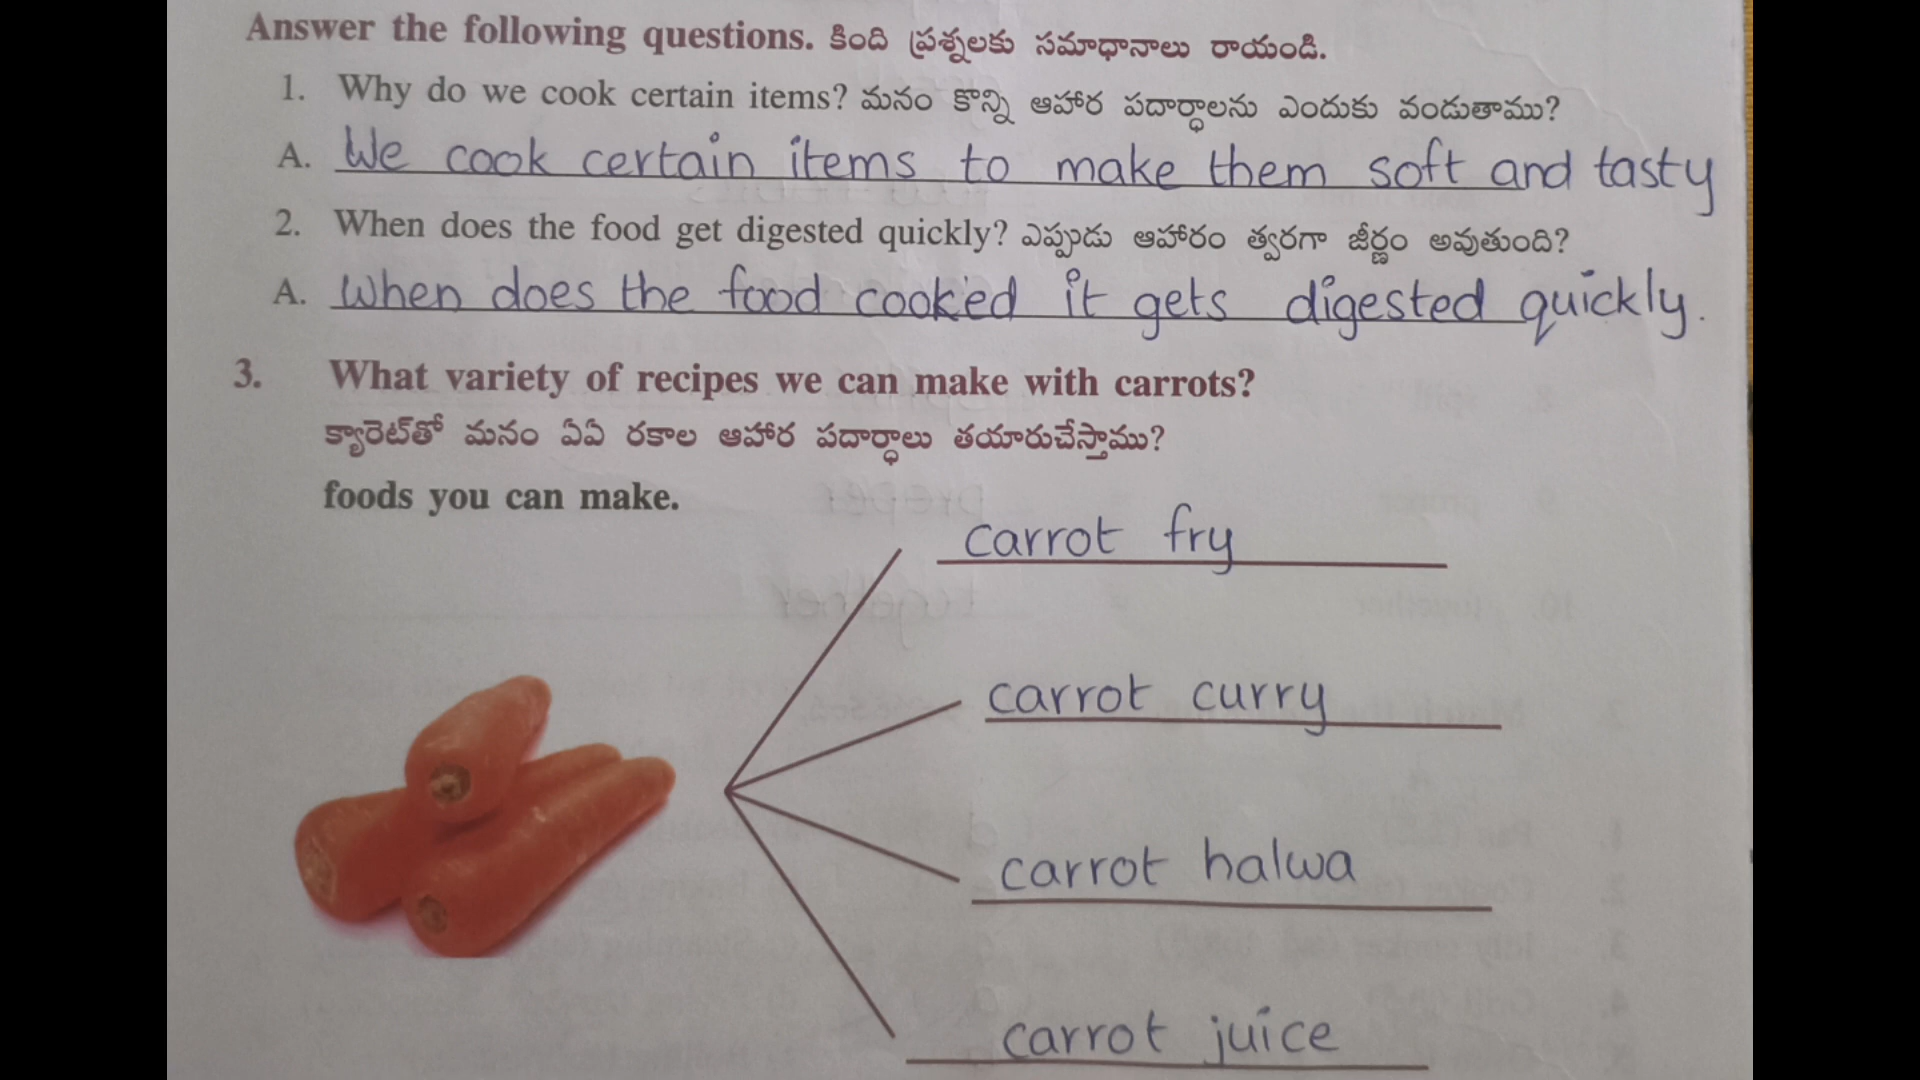 Answer the following questions. కింది ప్రశ్నలకు సమాధానాలు రాయండి.
1. Why do we cook certain items? మనం కొన్ని ఆహార పదార్థాలను ఎందుకు వండుతాము?
A. We cook certain items to make them soft and tasty
2. When does the food get digested quickly? ఎప్పుడు ఆహారం త్వరగా జీర్ణం అవుతుంది?
A. When does the food cooked it gets digested quickly.
3. What variety of recipes we can make with carrots?
క్యారెట్‌తో మనం ఏఏ రకాల ఆహార పదార్థాలు తయారుచేస్తాము?
foods you can make.
carrot fry
carrot curry
carrot halwa
carrot juice